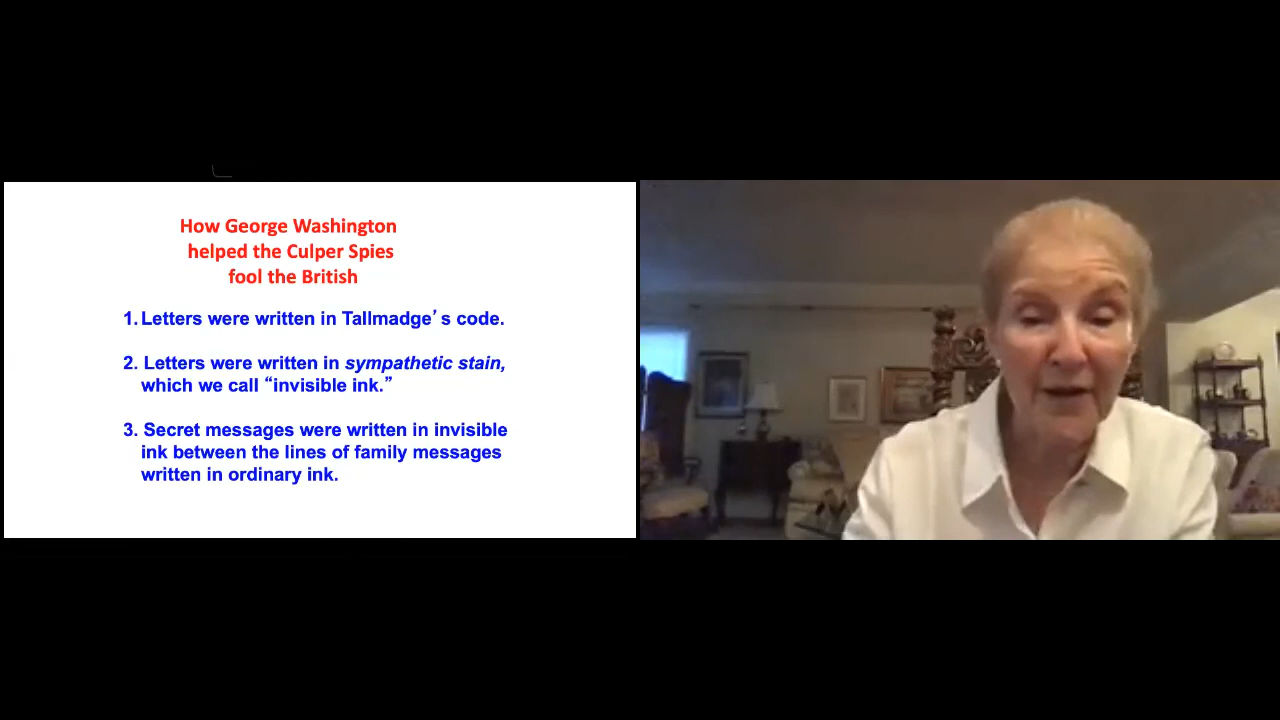 How George Washington
helped the Culper Spies
fool the British
1. Letters were written in Tallmadge’s code.
2. Letters were written in sympathetic stain,
which we call “invisible ink.”
3. Secret messages were written in invisible
ink between the lines of family messages
written in ordinary ink.